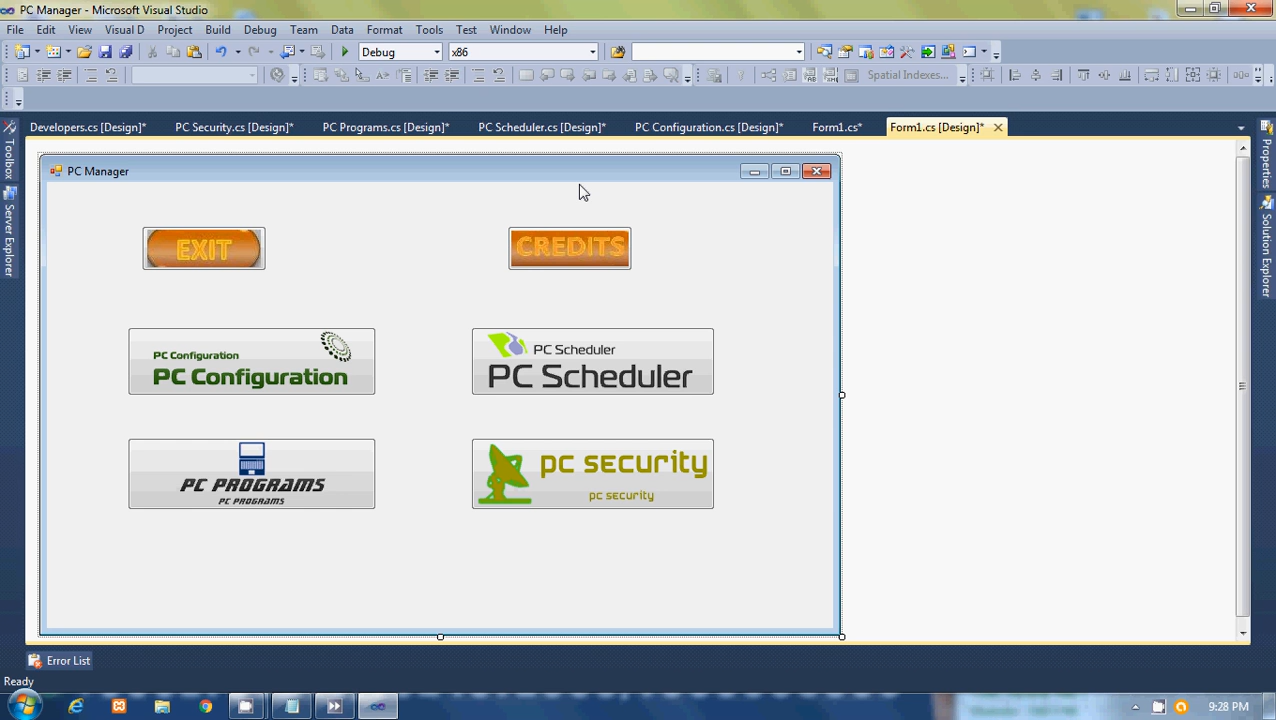 PC Manager - Microsoft Visual Studio
File Edit View Visual D Project Build Debug Team Data Format Tools Test Window Help
Debug x86
Spatial Indexes...
Developers.cs [Design]* PC Security.cs [Design]* PC Programs.cs [Design]* PC Scheduler.cs [Design]* PC Configuration.cs [Design]* Form1.cs* Form1.cs [Design]*
Toolbox
Server Explorer
Properties
Solution Explorer
PC Manager
EXIT CREDITS
PC Configuration
PC Configuration
PC Scheduler
PC Scheduler
PC PROGRAMS
PC PROGRAMS
pc security
pc security
Error List
Ready
9:28 PM